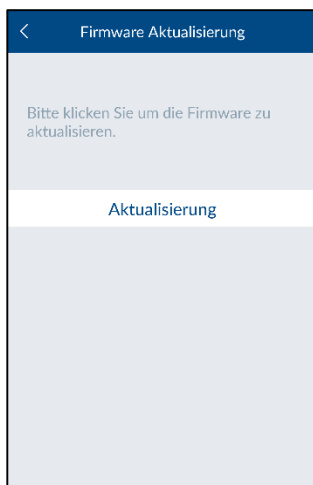 Firmware Aktualisierung
Bitte klicken Sie um die Firmware zu
aktualisieren.
Aktualisierung